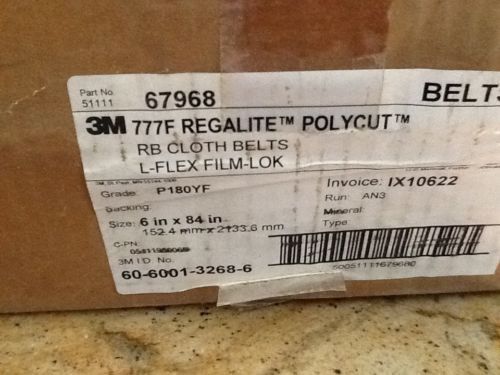 Part No.
51111 67968 BELTS
3M 777F REGALITE™ POLYCUT™
RB CLOTH BELTS
L-FLEX FILM-LOK
Grade: P180YF Invoice: IX10622
Backing: Run: AN3
Size: 6 in x 84 in Mineral:
152.4 mm x 2133.6 mm Type
C-PN:
3M I.D. No.
60-6001-3268-6
50051111679680